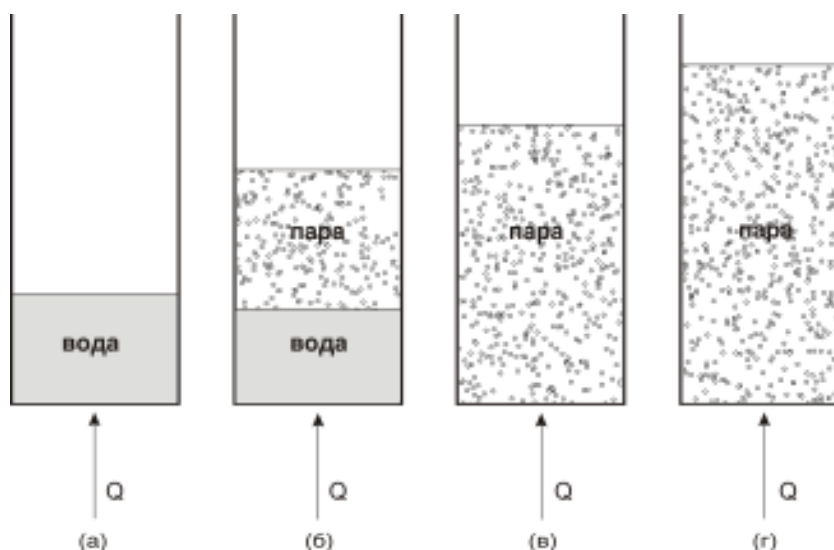 пара
пара
пара
вода
вода
Q
Q
Q
Q
(а)
(б)
(в)
(г)